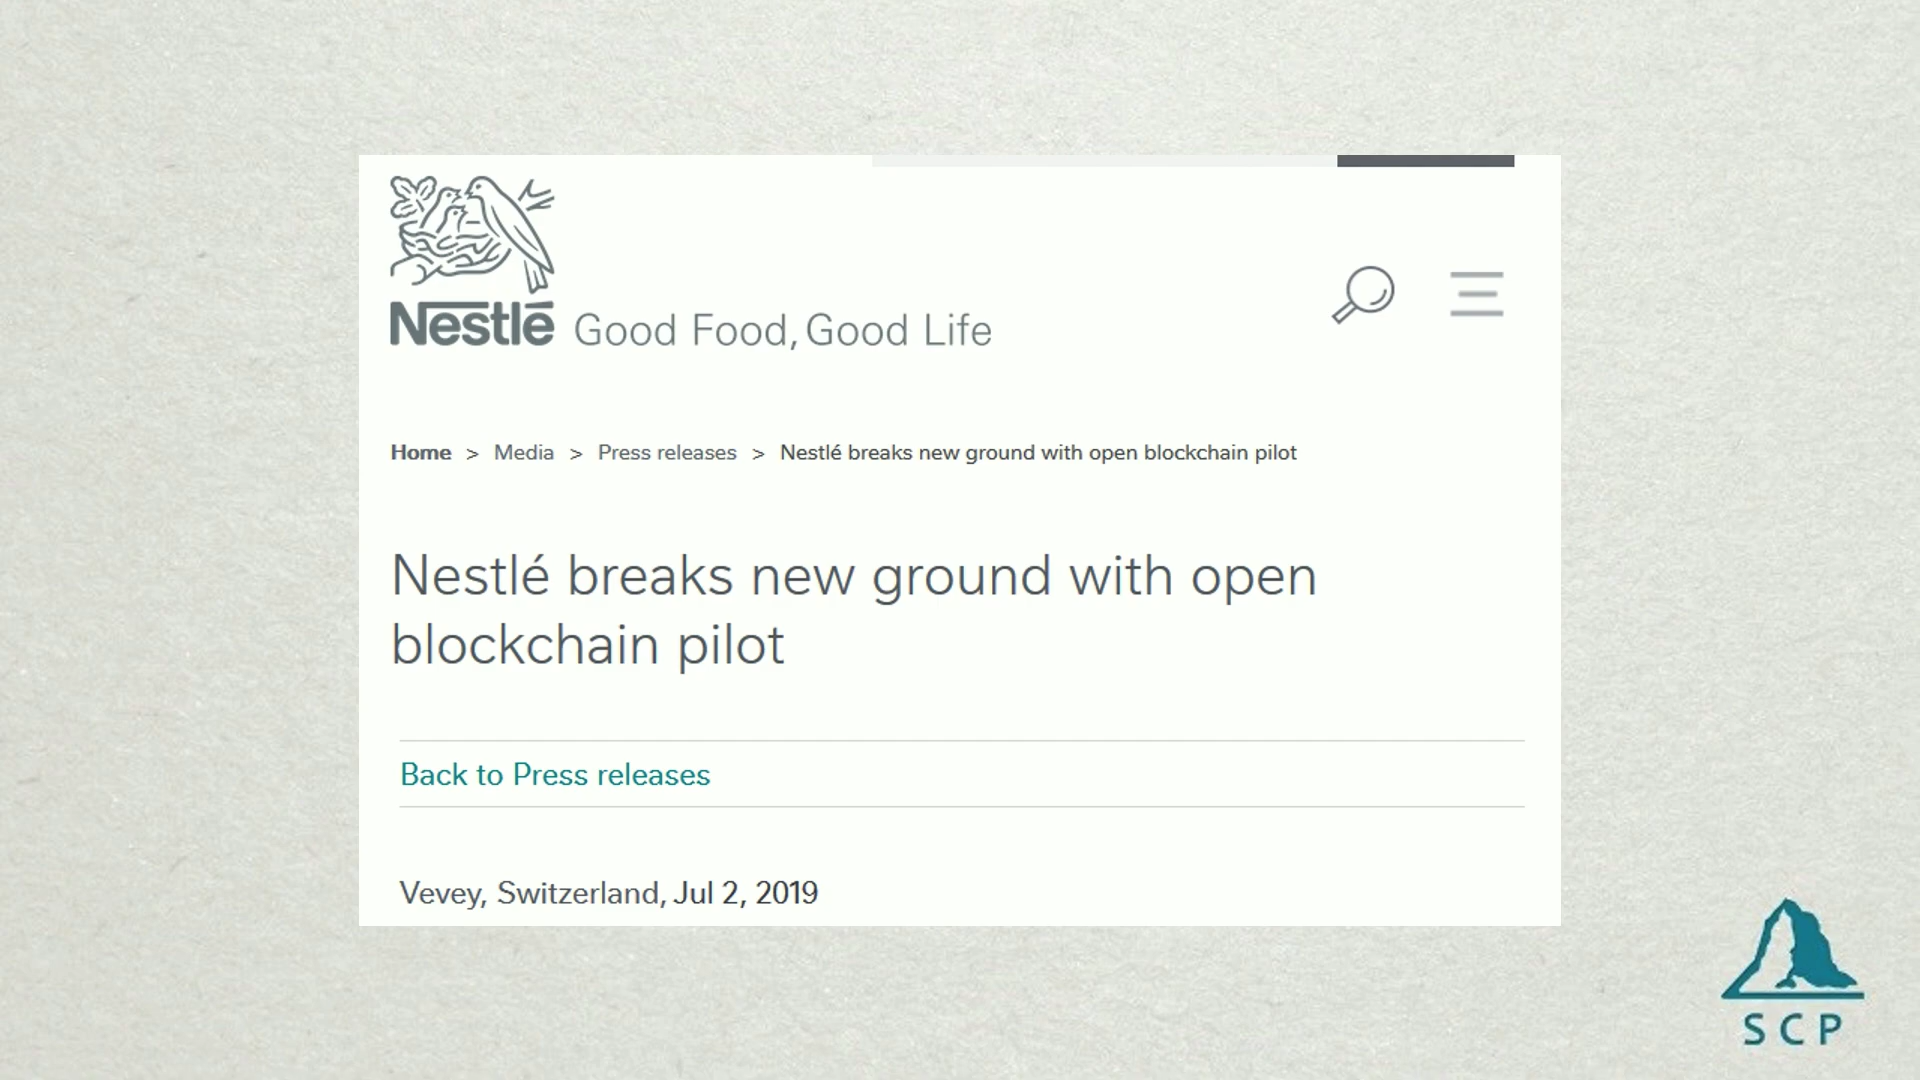 Nestlé Good Food, Good Life
Home > Media > Press releases > Nestlé breaks new ground with open blockchain pilot
Nestlé breaks new ground with open
blockchain pilot
Back to Press releases
Vevey, Switzerland, Jul 2, 2019
SCP